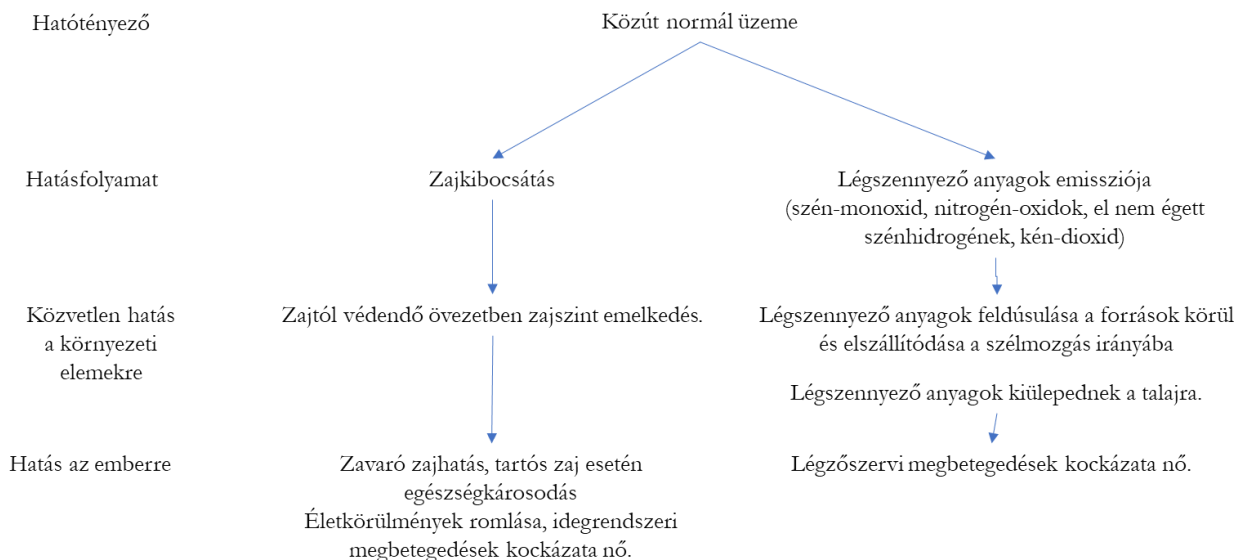 Hatótényező
Közút normál üzeme
Hatásfolyamat
Zajkibocsátás
Légszennyező anyagok emissziója
(szén-monoxid, nitrogén-oxidok, el nem égett
szénhidrogének, kén-dioxid)
Közvetlen hatás
a környezeti
elemekre
Zajtól védendő övezetben zajszint emelkedés.
Légszennyező anyagok feldúsulása a források körül
és elszállítódása a szélmozgás irányába
Légszennyező anyagok kiülepednek a talajra.
Hatás az emberre
Zavaró zajhatás, tartós zaj esetén
egészségkárosodás
Életkörülmények romlása, idegrendszeri
megbetegedések kockázata nő.
Légzőszervi megbetegedések kockázata nő.